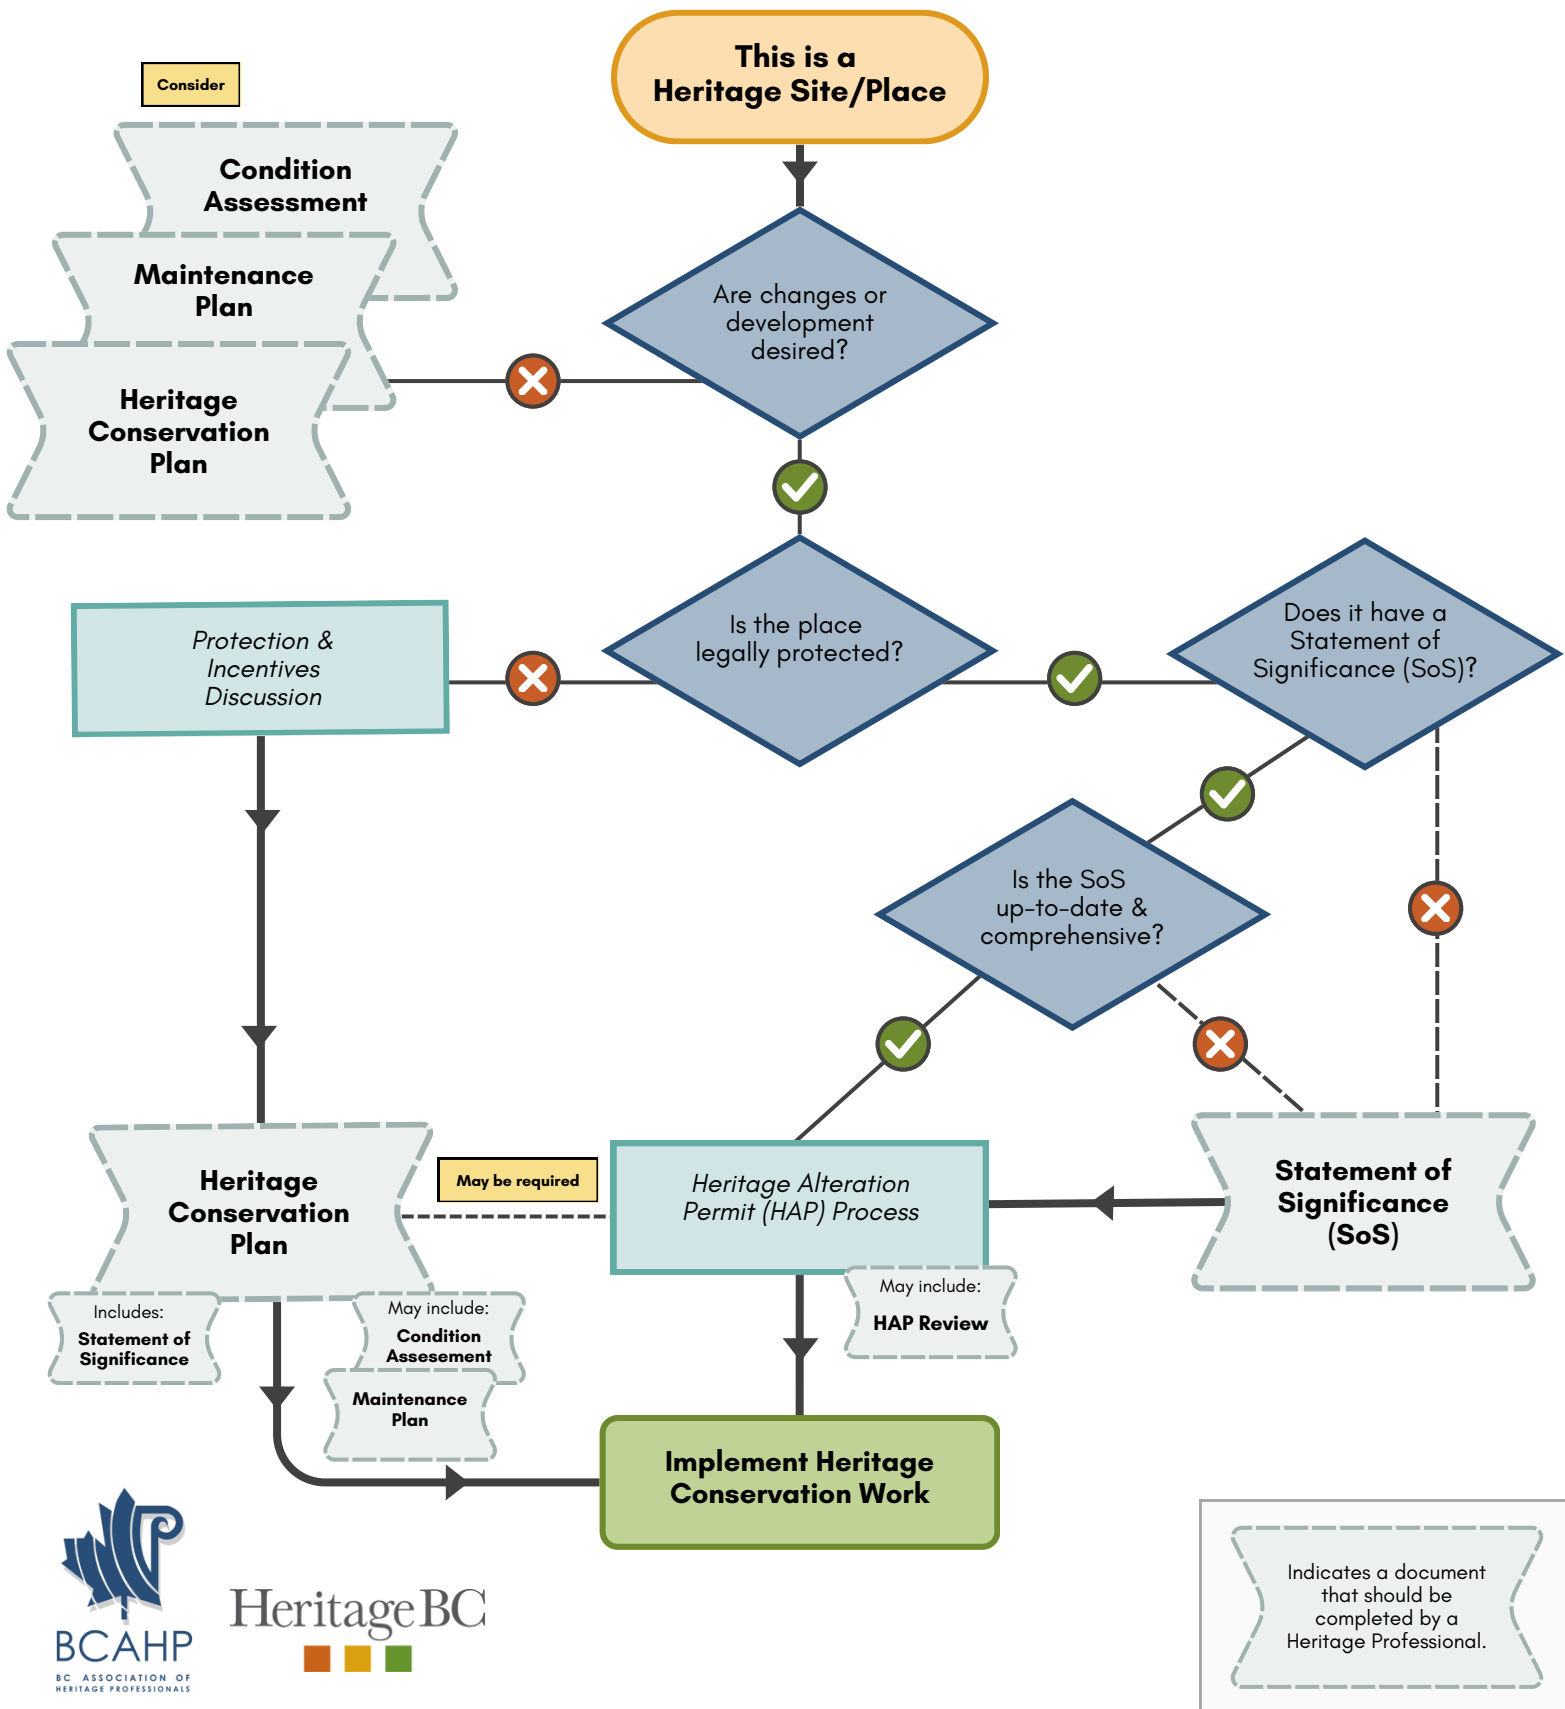 This is a
Heritage Site/Place
Consider
Condition
Assessment
Maintenance
Plan
Heritage
Conservation
Plan
Are changes or
development
desired?
Protection &
Incentives
Discussion
Is the place
legally protected?
Does it have a
Statement of
Significance (SoS)?
Is the SoS
up-to-date &
comprehensive?
Heritage
Conservation
Plan
May be required
Heritage Alteration
Permit (HAP) Process
Statement of
Significance
(SoS)
Includes:
Statement of
Significance
May include:
Condition
Assesement
Maintenance
Plan
May include:
HAP Review
Implement Heritage
Conservation Work
BCAHP
BC ASSOCIATION OF
HERITAGE PROFESSIONALS
Heritage BC
Indicates a document
that should be
completed by a
Heritage Professional.